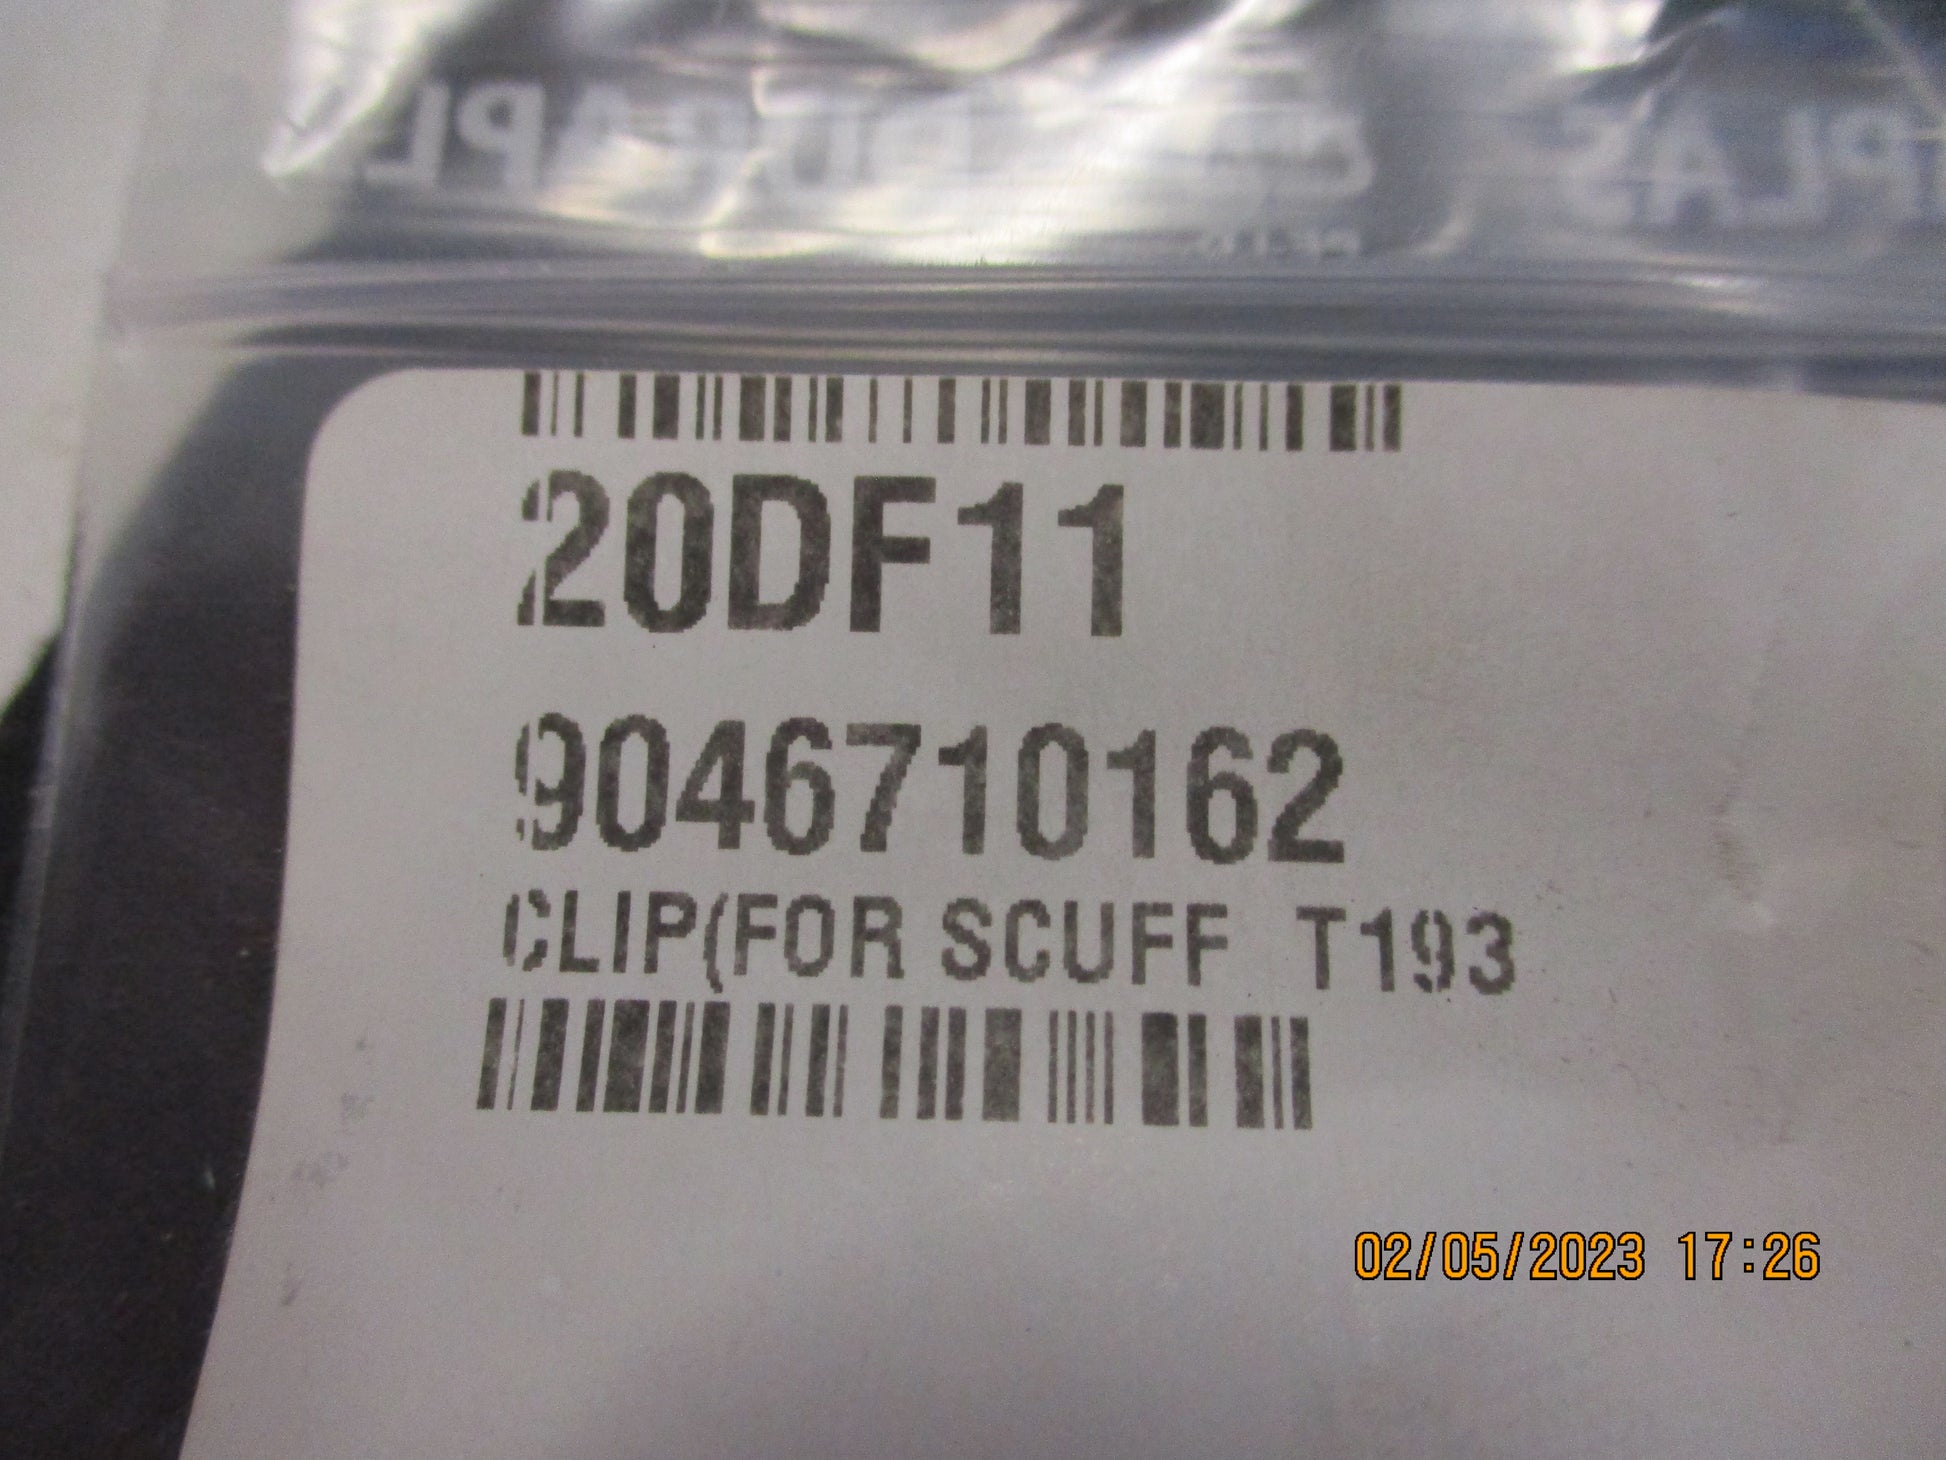 20DF11
9046710162
CLIP(FOR SCUFF T193
02/05/2023 17:26